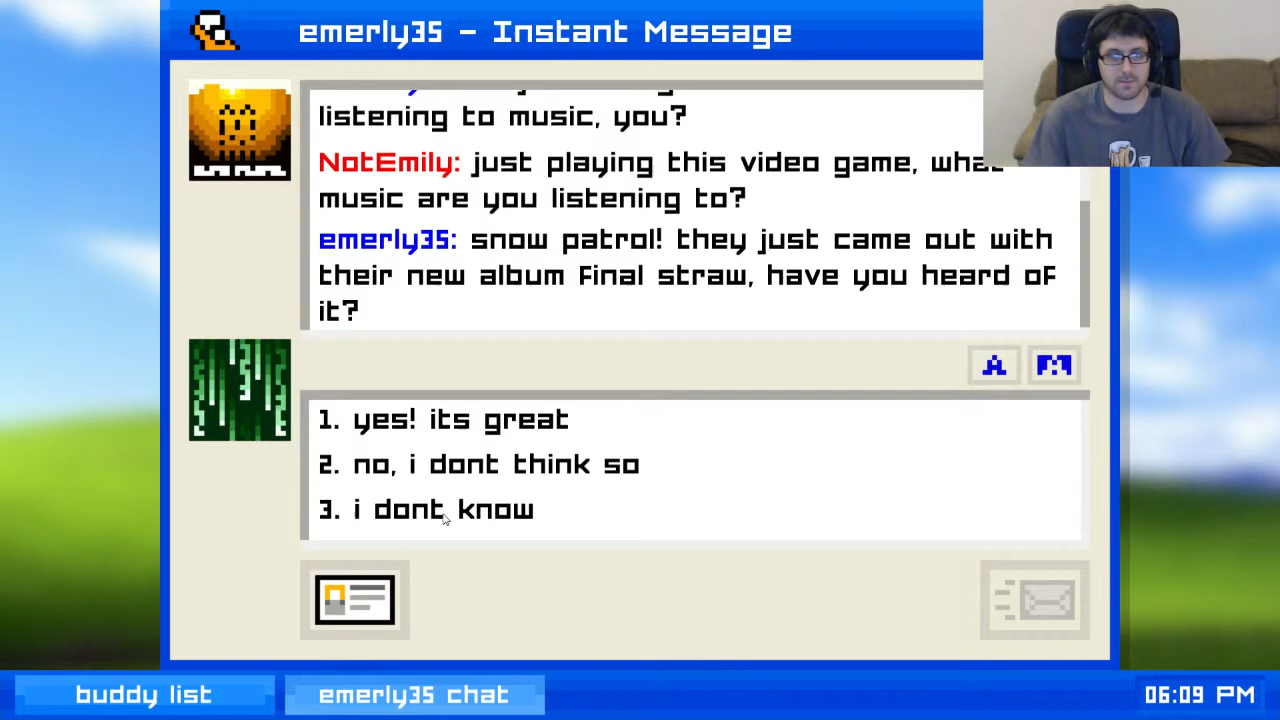 emerly35 - Instant Message
listening to music, you?
NotEmily: just playing this video game, what
music are you listening to?
emerly35: snow patrol! they just came out with
their new album final straw, have you heard of
it?
A
1. yes! its great
2. no, i dont think so
3. i dont know
buddy list
emerly35 chat
06:09 PM